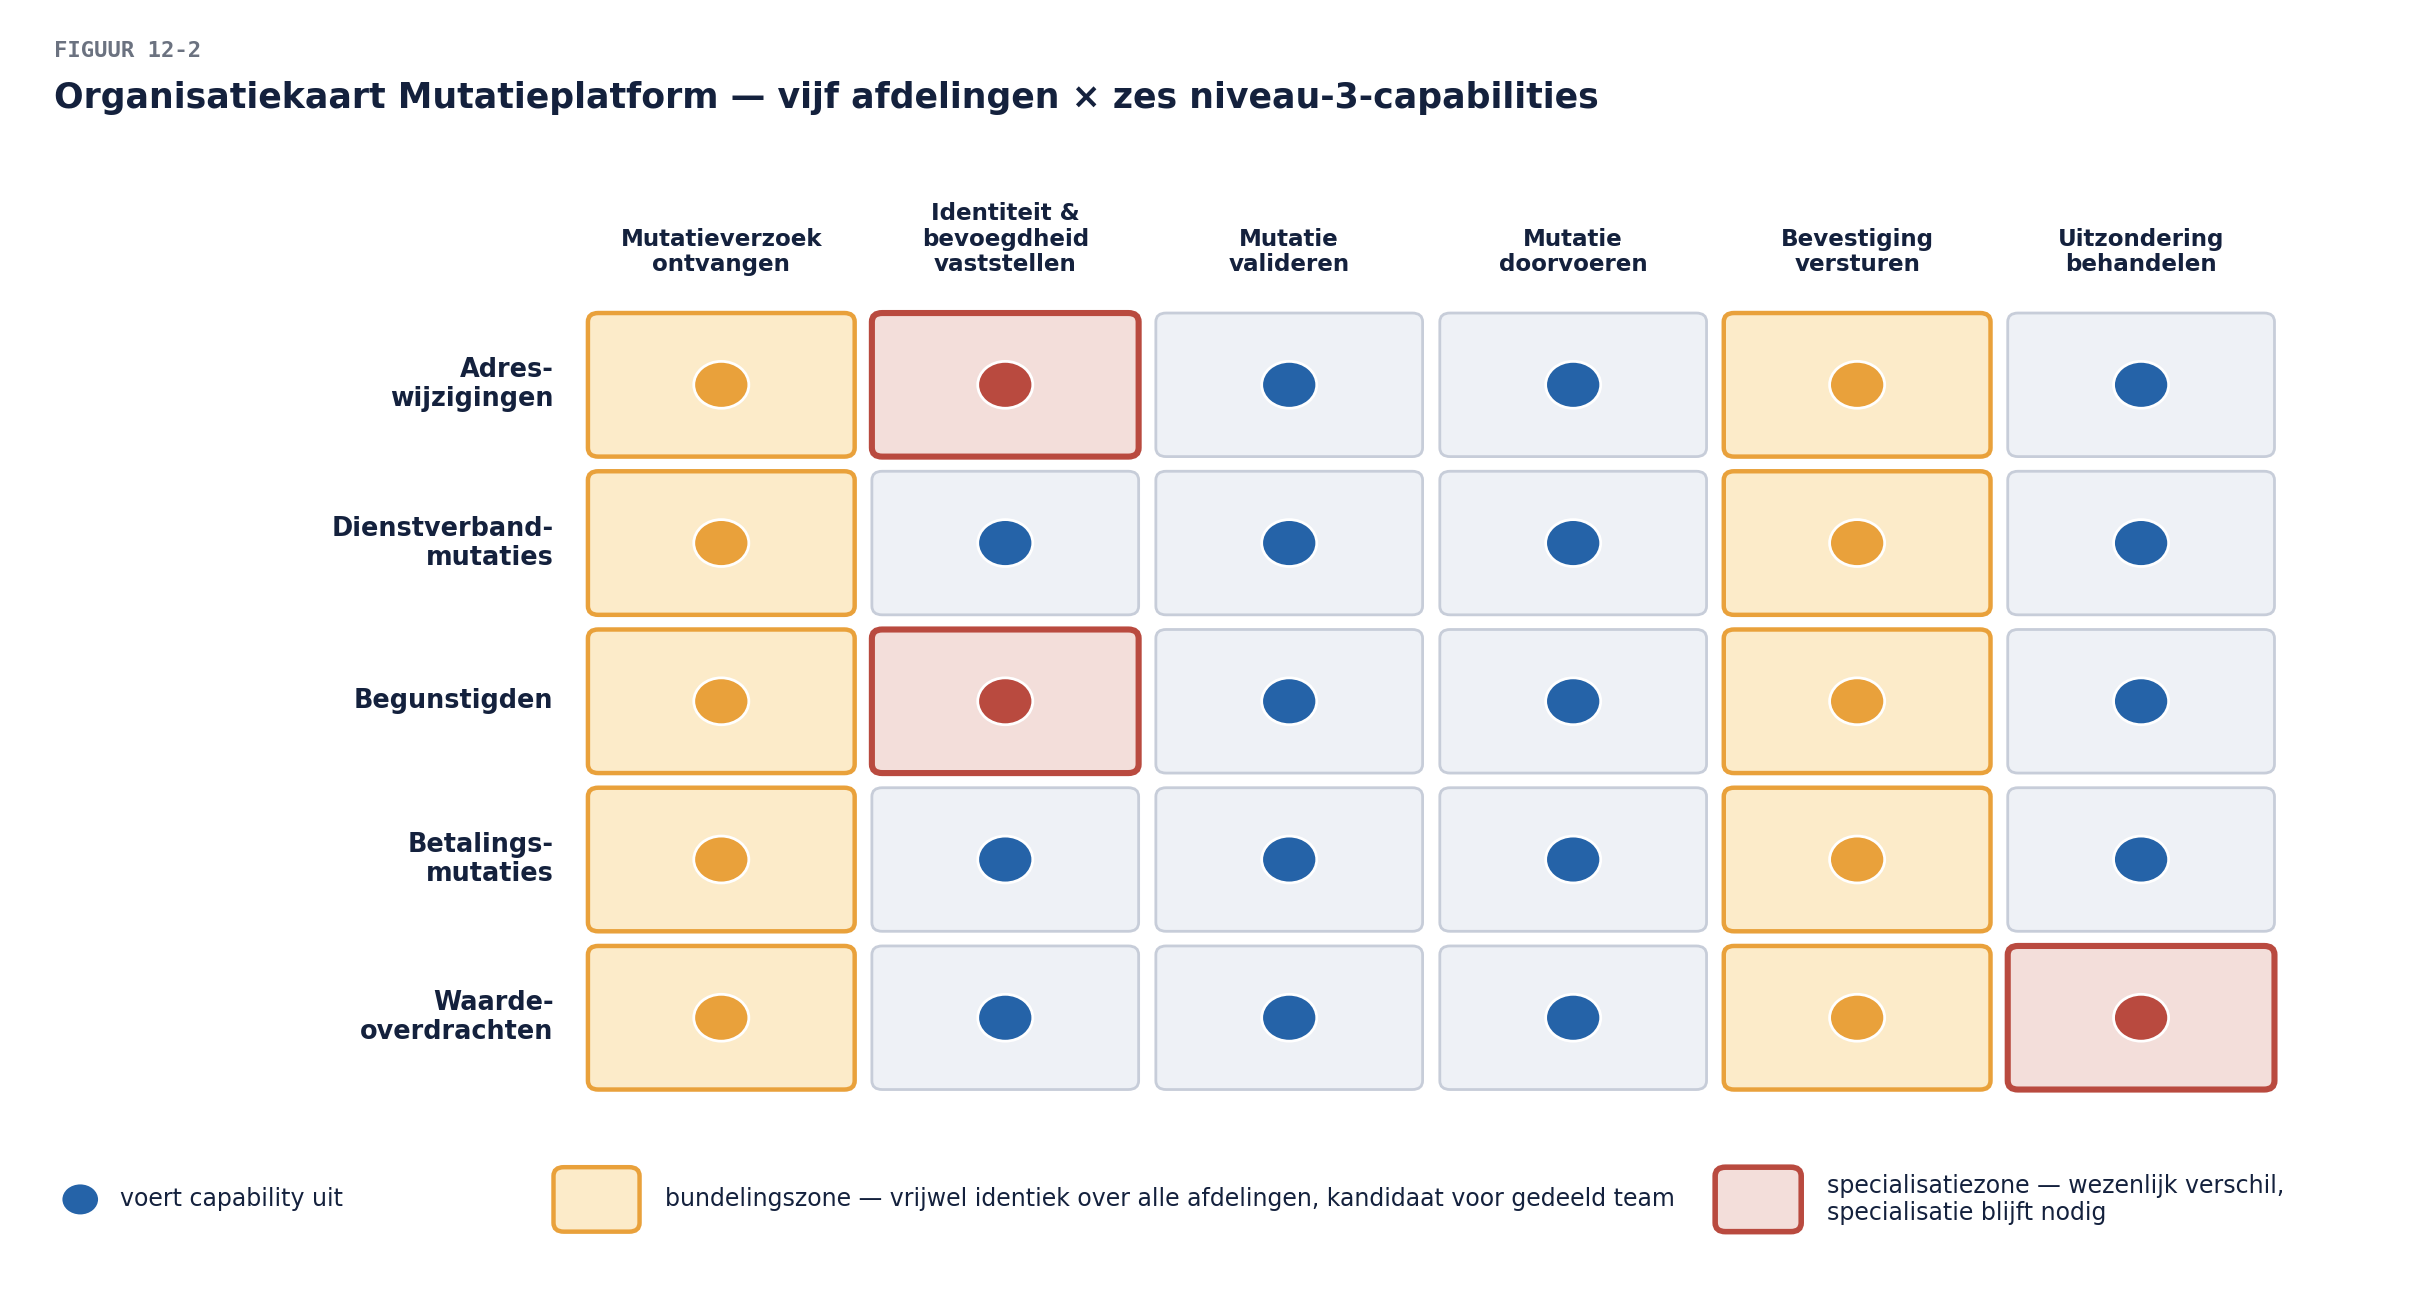 FIGUUR 12-2
Organisatiekaart Mutatieplatform — vijf afdelingen × zes niveau-3-capabilities
Mutatieverzoek
ontvangen
Identiteit &
bevoegdheid
vaststellen
Mutatie
valideren
Mutatie
doorvoeren
Bevestiging
versturen
Uitzondering
behandelen
Adres-
wijzigingen
Dienstverband-
mutaties
Begunstigden
Betalings-
mutaties
Waarde-
overdrachten
voert capability uit
bundelingszone — vrijwel identiek over alle afdelingen, kandidaat voor gedeeld team
specialisatiezone — wezenlijk verschil,
specialisatie blijft nodig